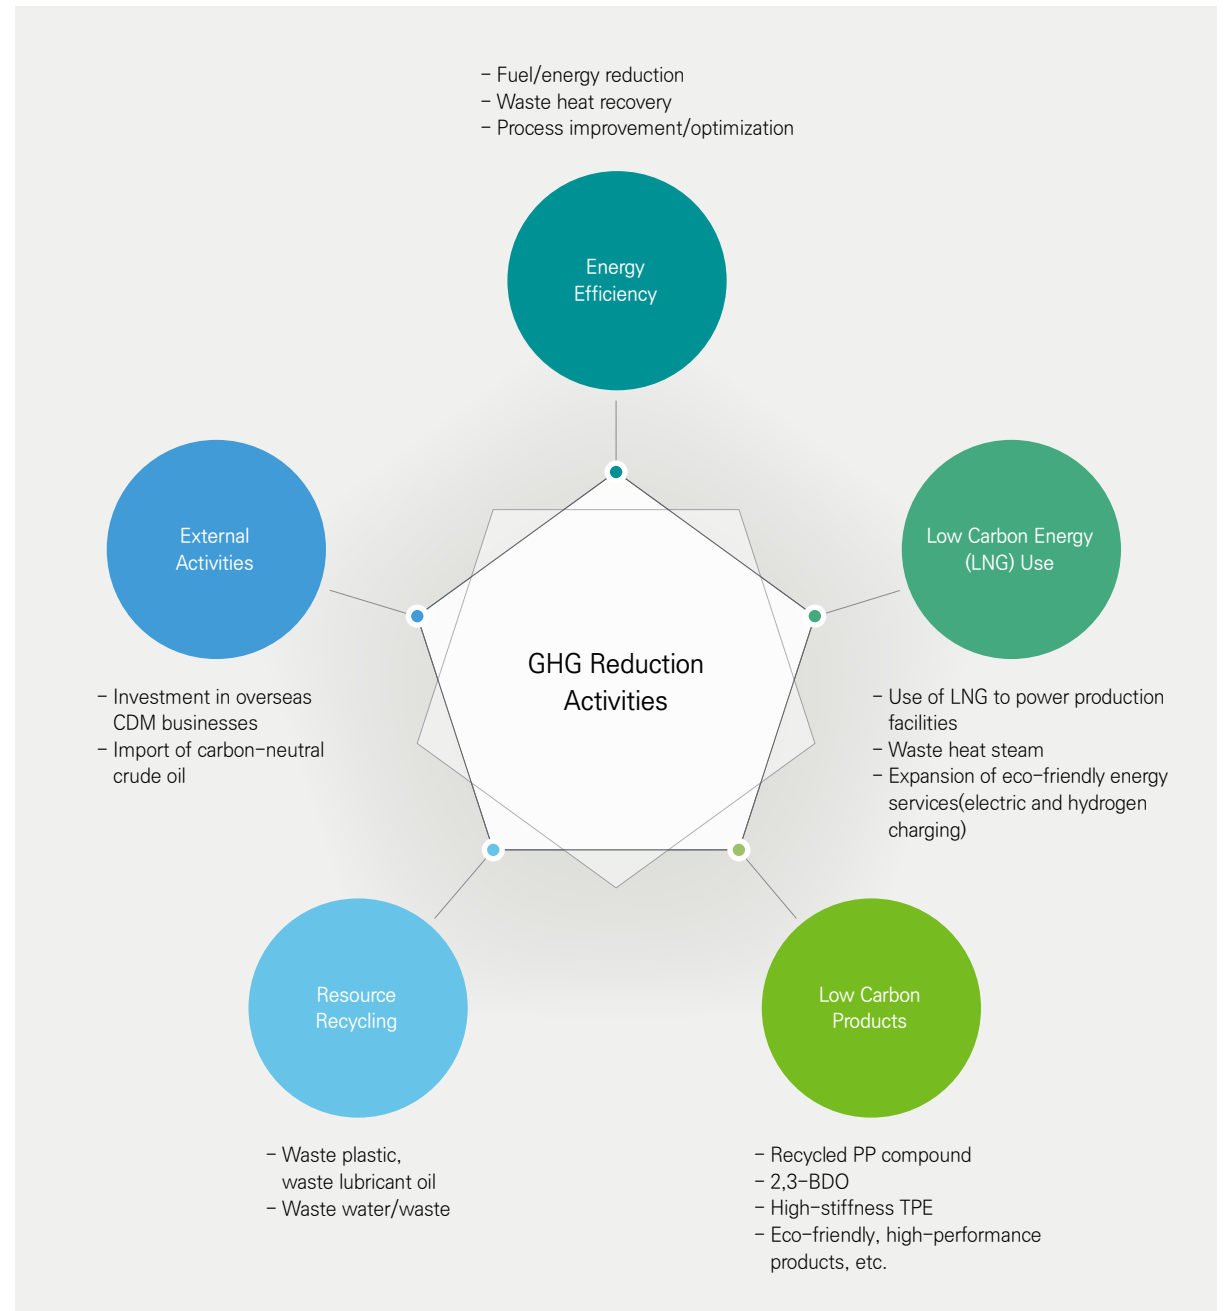 - Fuel/energy reduction
- Waste heat recovery
- Process improvement/optimization
Energy
Efficiency
External
Activities
Low Carbon Energy
(LNG) Use
GHG Reduction
Activities
- Investment in overseas
CDM businesses
- Import of carbon-neutral
crude oil
- Use of LNG to power production
facilities
- Waste heat steam
- Expansion of eco-friendly energy
services(electric and hydrogen
charging)
Resource
Recycling
Low Carbon
Products
- Waste plastic,
waste lubricant oil
- Waste water/waste
- Recycled PP compound
- 2,3-BDO
- High-stiffness TPE
- Eco-friendly, high-performance
products, etc.